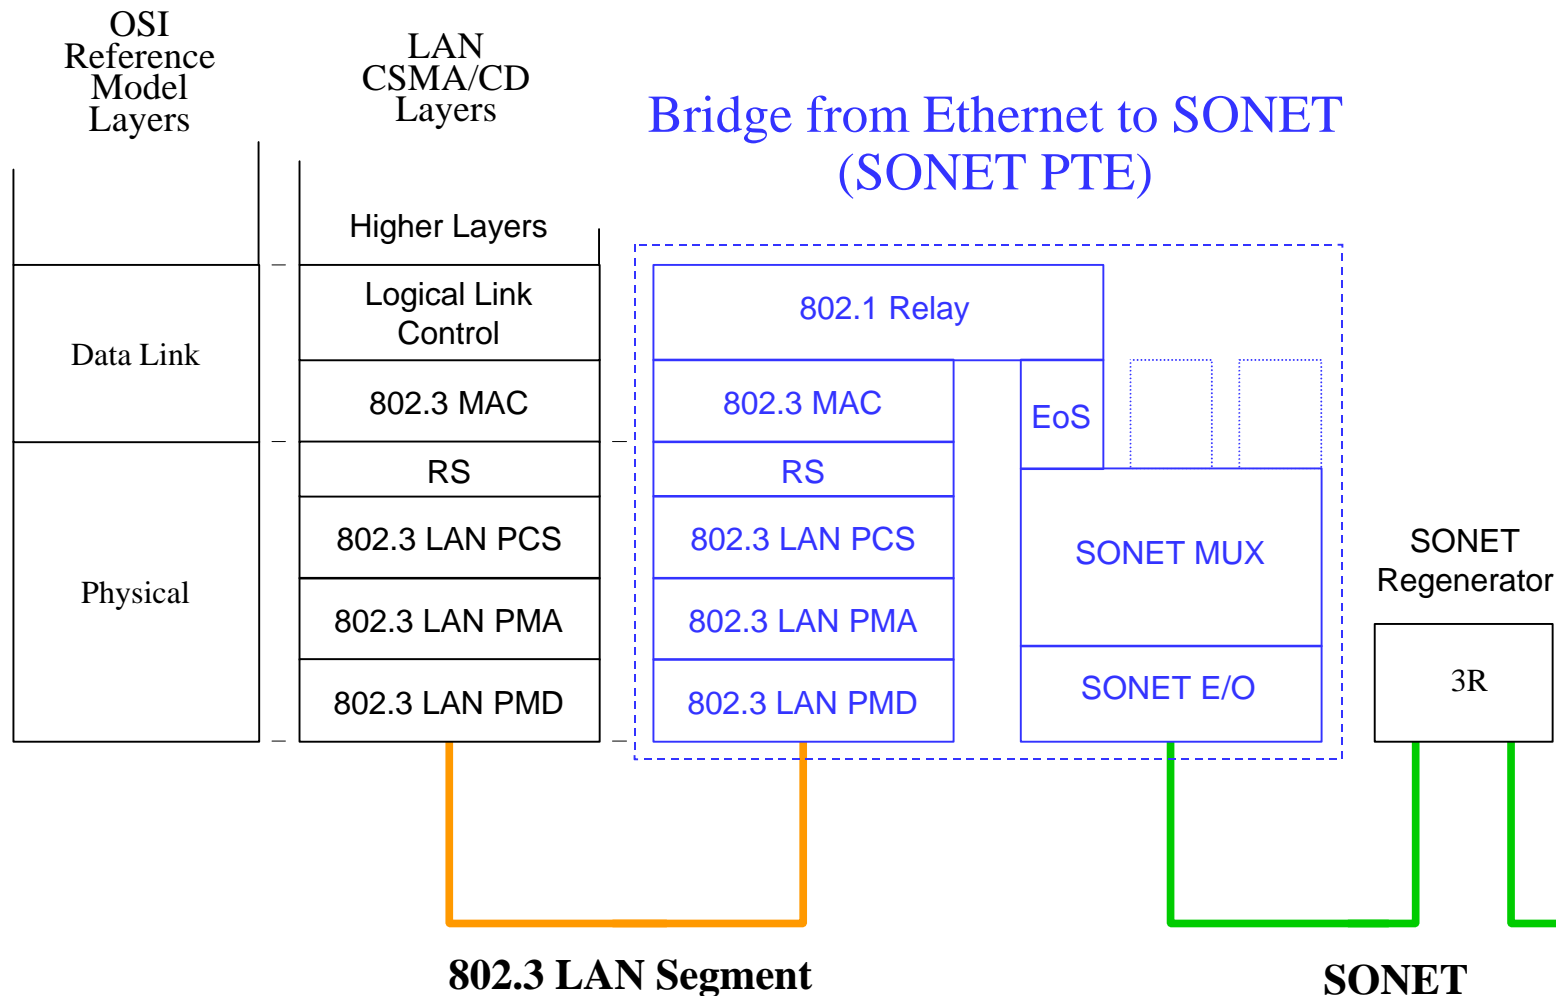 OSI
Reference
Model
Layers
LAN
CSMA/CD
Layers
Bridge from Ethernet to SONET
(SONET PTE)
Higher Layers
Data Link
Physical
Logical Link
Control
802.3 MAC
RS
802.3 LAN PCS
802.3 LAN PMA
802.3 LAN PMD
802.1 Relay
802.3 MAC
RS
802.3 LAN PCS
802.3 LAN PMA
802.3 LAN PMD
EoS
SONET MUX
SONET E/O
SONET
Regenerator
3R
802.3 LAN Segment
SONET